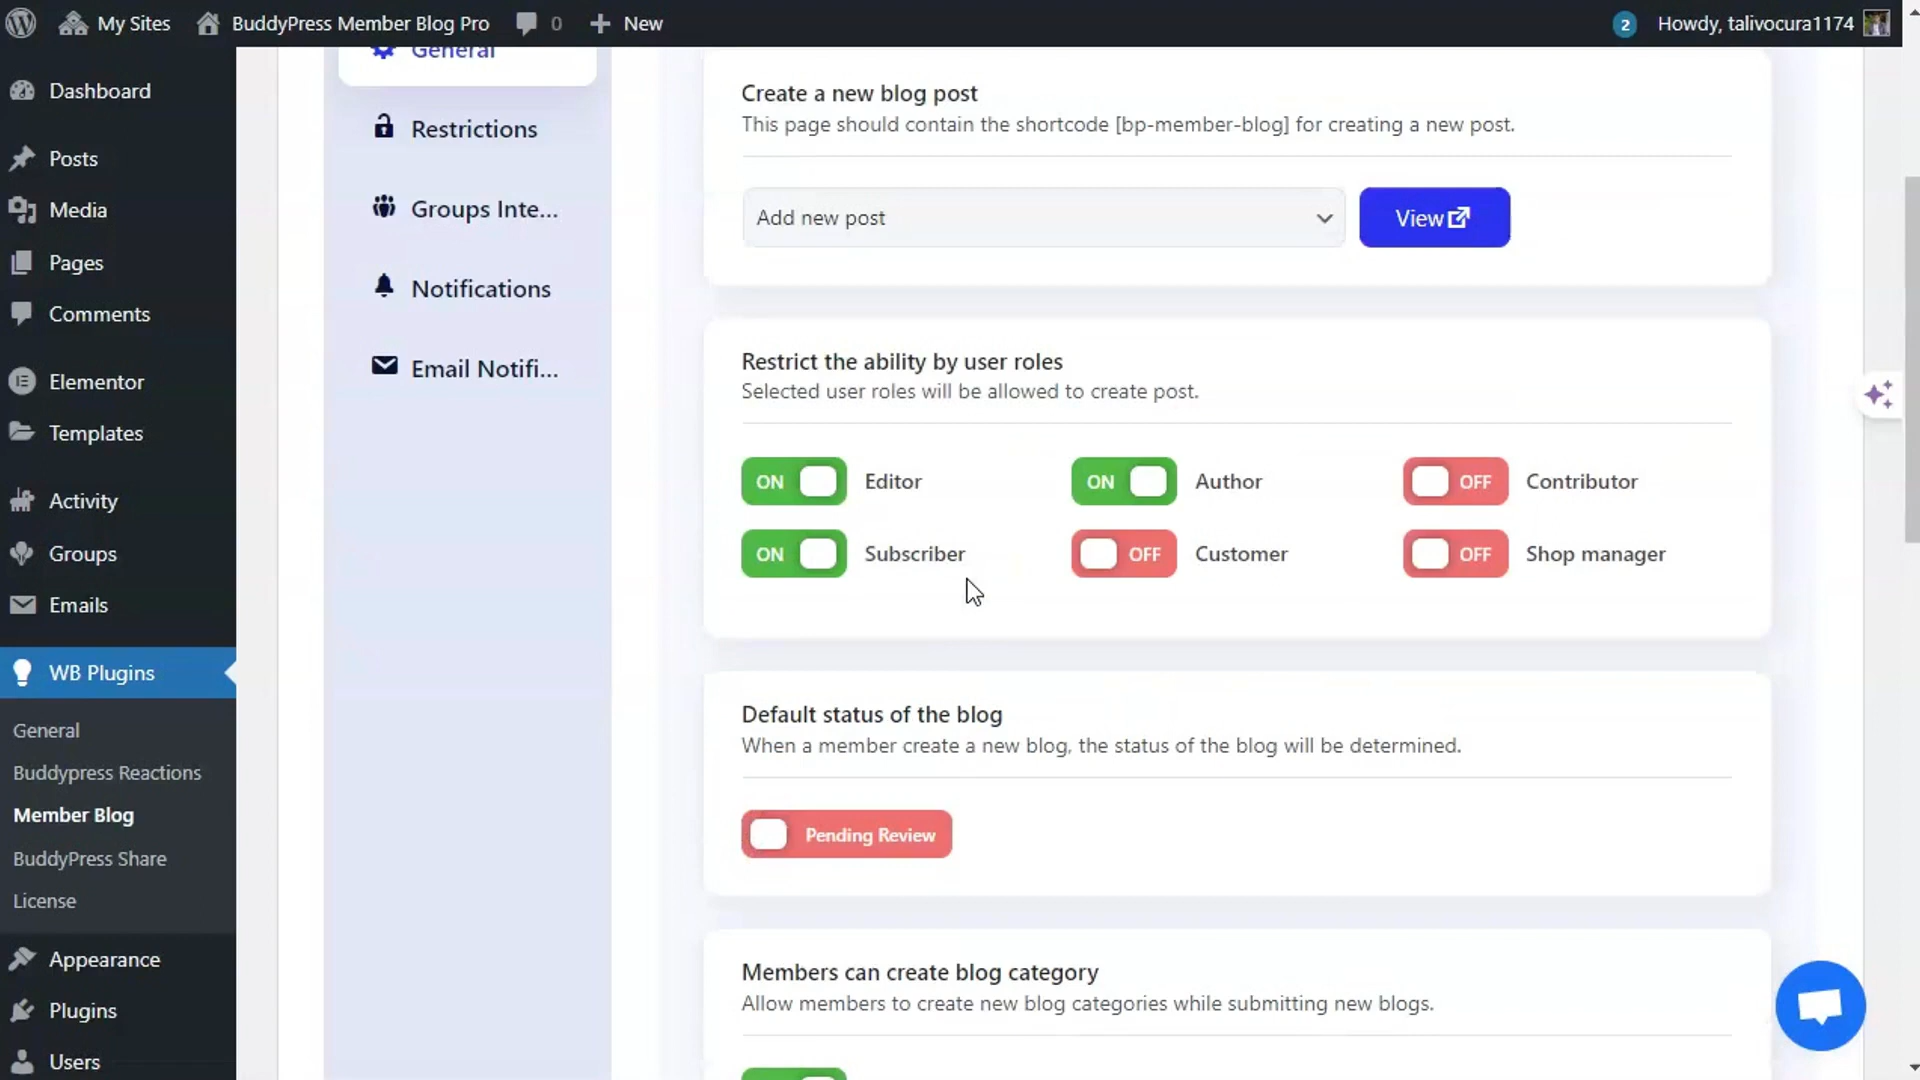 My Sites
BuddyPress Member Blog Pro
0
New
2
Howdy, talivocura1174
Dashboard
Posts
Media
Pages
Comments
Elementor
Templates
Activity
Groups
Emails
WB Plugins
General
Buddypress Reactions
Member Blog
BuddyPress Share
License
Appearance
Plugins
Users
General
Restrictions
Groups Inte...
Notifications
Email Notifi...
Create a new blog post
This page should contain the shortcode [bp-member-blog] for creating a new post.
Add new post
View
Restrict the ability by user roles
Selected user roles will be allowed to create post.
ON Editor
ON Author
OFF Contributor
ON Subscriber
OFF Customer
OFF Shop manager
Default status of the blog
When a member create a new blog, the status of the blog will be determined.
Pending Review
Members can create blog category
Allow members to create new blog categories while submitting new blogs.